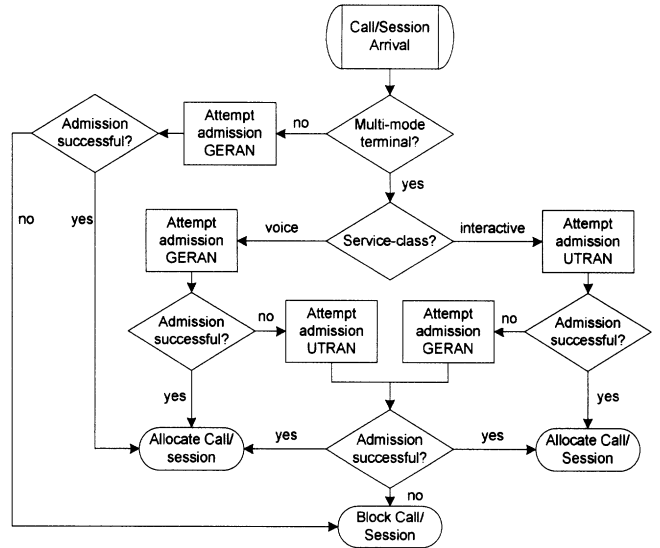 Call/Session
Arrival
Multi-mode
terminal?
no
Attempt
admission
GERAN
Admission
successful?
no
yes
yes
Service-class?
voice
interactive
Attempt
admission
GERAN
Attempt
admission
UTRAN
Admission
successful?
no
Attempt
admission
UTRAN
Attempt
admission
GERAN
no
Admission
successful?
yes
yes
Allocate Call/
session
yes
Admission
successful?
yes
Allocate Call/
Session
no
Block Call/
Session